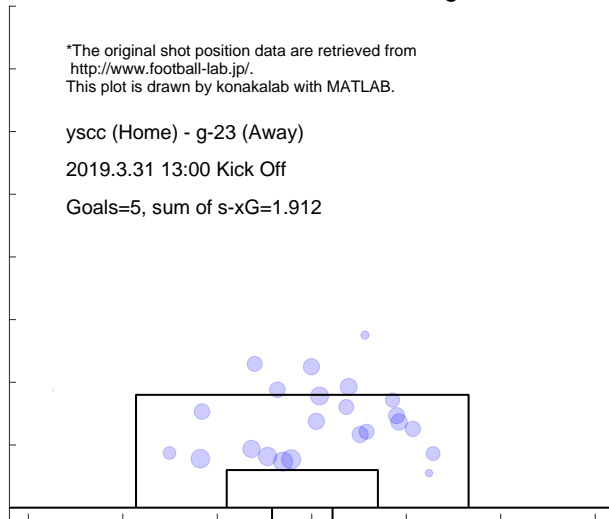 *The original shot position data are retrieved from
http://www.football-lab.jp/.
This plot is drawn by konakalab with MATLAB.
yscc (Home) - g-23 (Away)
2019.3.31 13:00 Kick Off
Goals=5, sum of s-xG=1.912